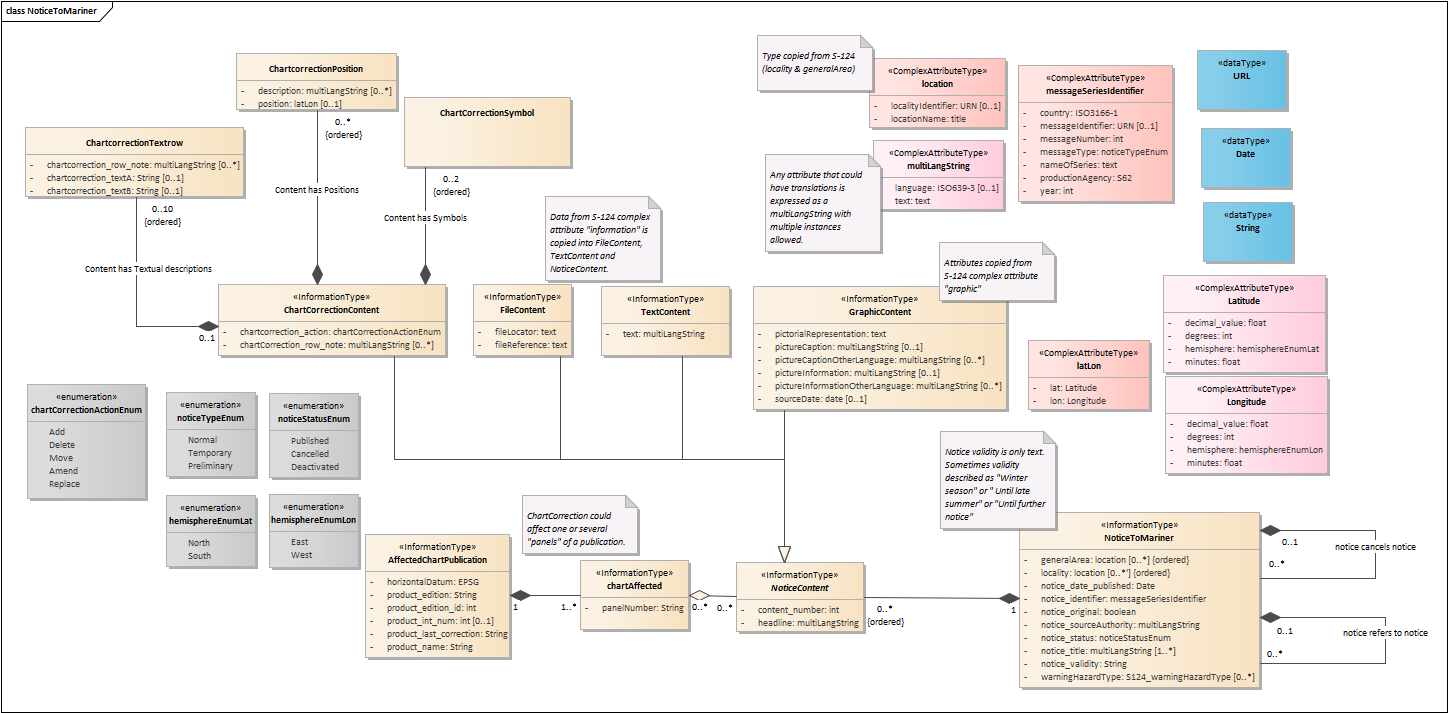 class NoticeToMariner
ChartcorrectionPosition
- description: multiLangString [0..*]
- position: latLon [0..1]
0..*
{ordered}
Content has Positions
ChartCorrectionSymbol
0..2
{ordered}
Content has Symbols
ChartcorrectionTextrow
- chartcorrection_row_note: multiLangString [0..*]
- chartcorrection_textA: String [0..1]
- chartcorrection_textB: String [0..1]
0..10
{ordered}
Content has Textual descriptions
0..1
Type copied from S-124
(locality & generalArea)
«ComplexAttributeType»
location
- localityIdentifier: URN [0..1]
- locationName: title
«ComplexAttributeType»
messageSeriesIdentifier
- country: ISO3166-1
- messageIdentifier: URN [0..1]
- messageNumber: int
- messageType: noticeTypeEnum
- nameOfSeries: text
- productionAgency: S62
- year: int
«dataType»
URL
«dataType»
Date
«dataType»
String
Any attribute that could
have translations is
expressed as a
multiLangString with
multiple instances
allowed.
«ComplexAttributeType»
multiLangString
language: ISO639-3 [0..1]
text: text
Data from S-124 complex
attribute "information" is
copied into FileContent,
TextContent and
NoticeContent.
Attributes copied from
S-124 complex attribute
"graphic"
«InformationType»
ChartCorrectionContent
- chartcorrection_action: chartCorrectionActionEnum
- chartCorrection_row_note: multiLangString [0..*]
«InformationType»
FileContent
- fileLocator: text
- fileReference: text
«InformationType»
TextContent
- text: multiLangString
«InformationType»
GraphicContent
- pictorialRepresentation: text
- pictureCaption: multiLangString [0..1]
- pictureCaptionOtherLanguage: multiLangString [0..*]
- pictureInformation: multiLangString [0..1]
- pictureInformationOtherLanguage: multiLangString [0..*]
- sourceDate: date [0..1]
«ComplexAttributeType»
latLon
- lat: Latitude
- lon: Longitude
«ComplexAttributeType»
Latitude
- decimal_value: float
- degrees: int
- hemisphere: hemisphereEnumLat
- minutes: float
«ComplexAttributeType»
Longitude
- decimal_value: float
- degrees: int
- hemisphere: hemisphereEnumLon
- minutes: float
«enumeration»
chartCorrectionActionEnum
Add
Delete
Move
Amend
Replace
«enumeration»
noticeTypeEnum
Normal
Temporary
Preliminary
«enumeration»
noticeStatusEnum
Published
Cancelled
Deactivated
«enumeration»
hemisphereEnumLat
North
South
«enumeration»
hemisphereEnumLon
East
West
ChartCorrection could
affect one or several
"panels" of a publication.
Notice validity is only text.
Sometimes validity
described as "Winter
season" or " Until late
summer" or "Until further
notice"
«InformationType»
AffectedChartPublication
- horizontalDatum: EPSG
- product_edition: String
- product_edition_id: int
- product_int_num: int [0..1]
- product_last_correction: String
- product_name: String
1
1..*
«InformationType»
chartAffected
- panelNumber: String
0..*
0..*
«InformationType»
NoticeContent
- content_number: int
- headline: multiLangString
0..*
{ordered}
1
«InformationType»
NoticeToMariner
- generalArea: location [0..*] {ordered}
- locality: location [0..*'] {ordered}
- notice_date_published: Date
- notice_identifier: messageSeriesIdentifier
- notice_original: boolean
- notice_sourceAuthority: multiLangString
- notice_status: noticeStatusEnum
- notice_title: multiLangString [1..*]
- notice_validity: String
- warningHazardType: S124_warningHazardType [0..*]
0..1
notice cancels notice
0..*
0..1
notice refers to notice
0..*